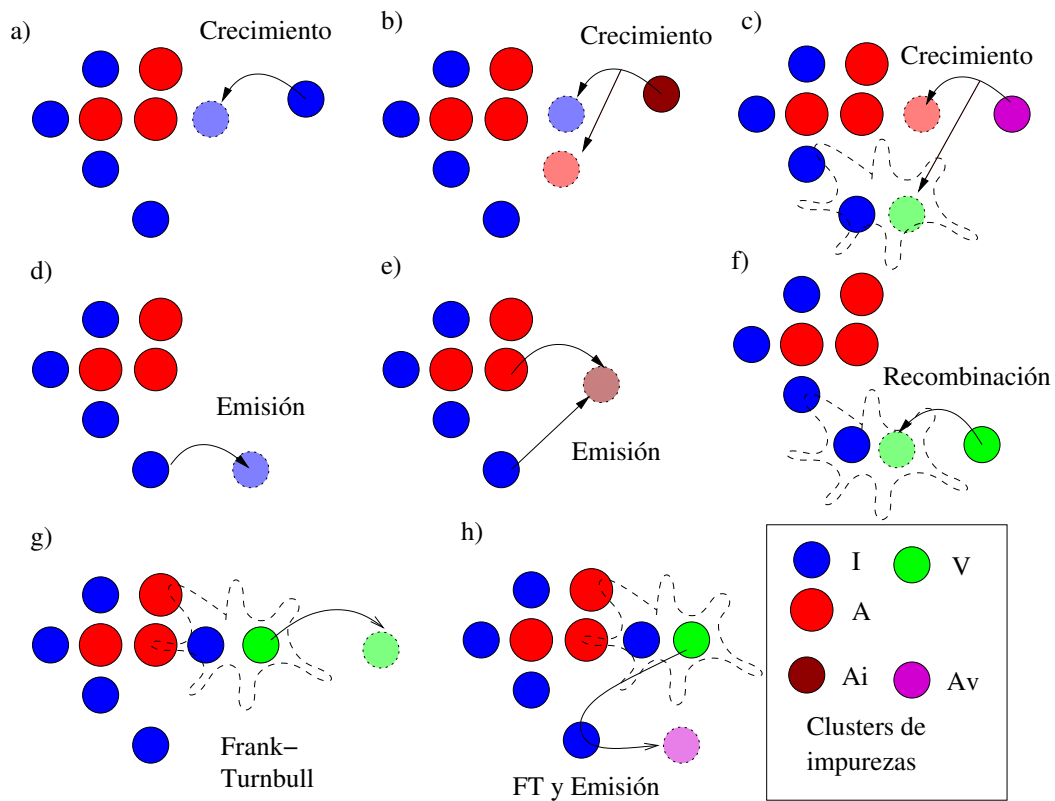 a)
Crecimiento
b)
Crecimiento
c)
Crecimiento
d)
Emisión
e)
Emisión
f)
Recombinación
g)
Frank–
Turnbull
h)
FT y Emisión
I
V
A
Ai
Av
Clusters de
impurezas